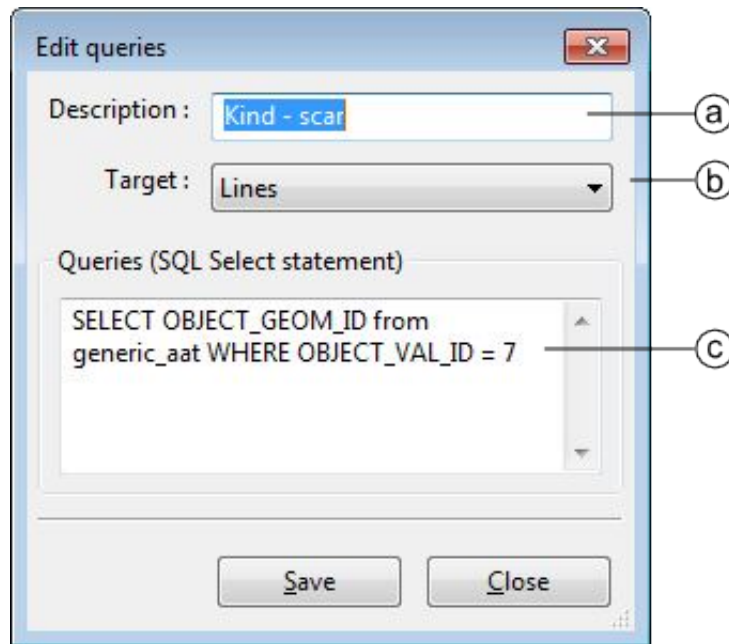 Edit queries
Description : Kind - scar a
Target : Lines b
Queries (SQL Select statement)
SELECT OBJECT_GEOM_ID from
generic_aat WHERE OBJECT_VAL_ID = 7 c
Save Close